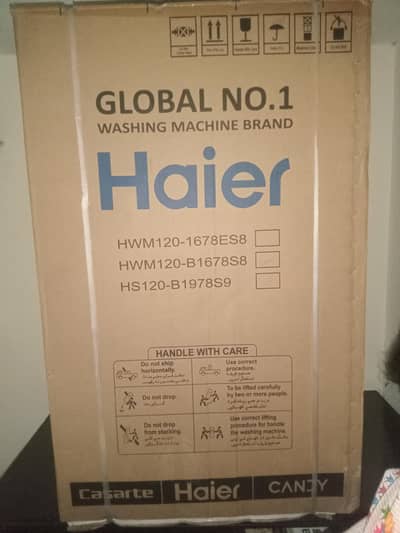 GLOBAL NO.1
WASHING MACHINE BRAND
Haier
HWM120-1678ES8
HWM120-B1678S8
HS120-B1978S9
HANDLE WITH CARE
Do not ship
horizontally.
Use correct
procedure.
Do not drop.
To be lifted carefully
by two or more people.
Do not drop
from stacking.
Use correct lifting
procedure for handle
the washing machine.
Casarte Haier CANDY